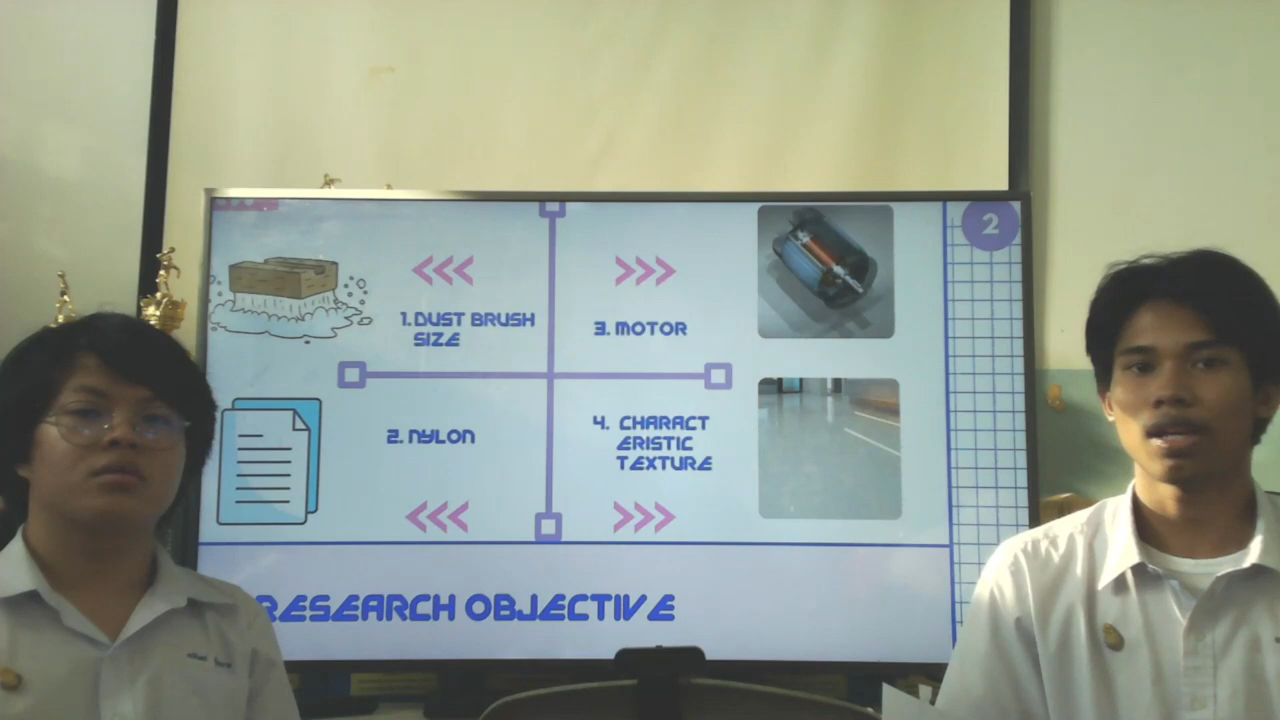 2
1. DUST BRUSH
SIZE
3. MOTOR
2. NYLON
4. CHARACT
ERISTIC
TEXTURE
RESEARCH OBJECTIVE